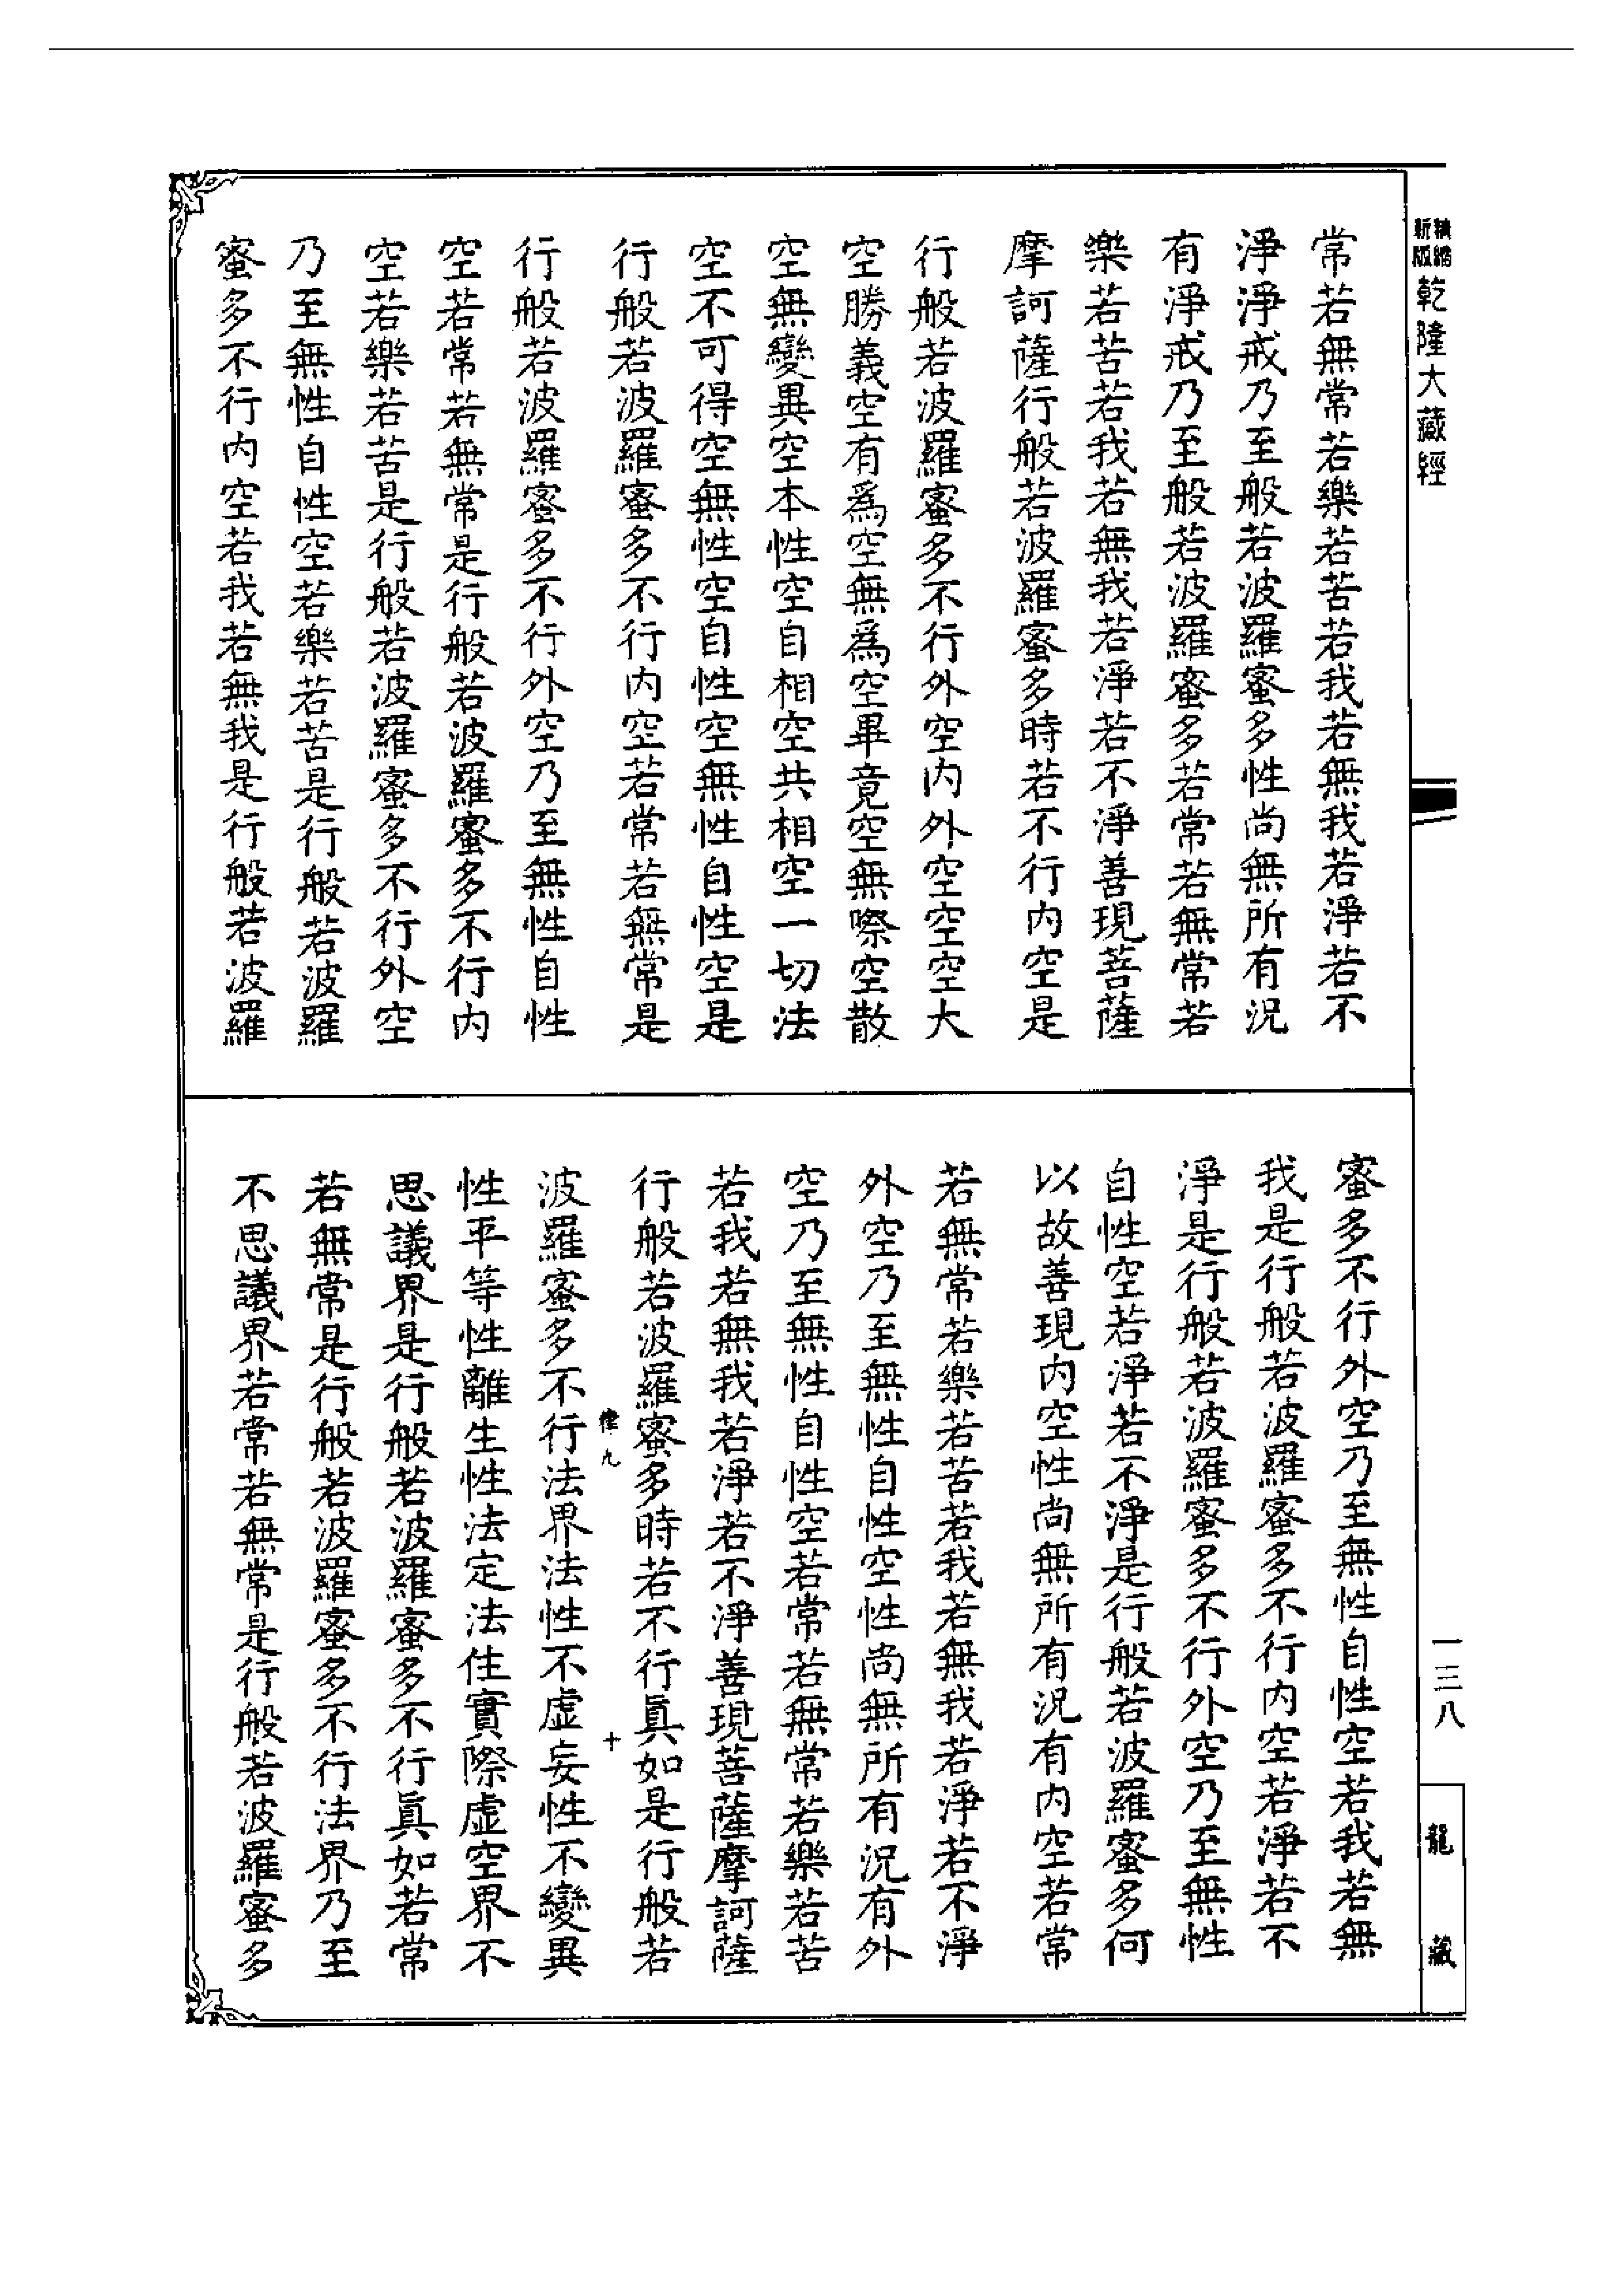 精縮新版乾隆大藏經
常若無常若樂若苦若我若無我若淨若不
淨淨戒乃至般若波羅蜜多性尚無所有況
有淨戒乃至般若波羅蜜多若常若無常若
樂若苦若我若無我若淨若不淨善現菩薩
摩訶薩行般若波羅蜜多時若不行內空是
行般若波羅蜜多不行外空內外空空空大
空勝義空有爲空無爲空畢竟空無際空散
空無變異空本性空自相空共相空一切法
空不可得空無性空自性空無性自性空是
行般若波羅蜜多不行內空若常若無常是
行般若波羅蜜多不行外空乃至無性自性
空若常若無常是行般若波羅蜜多不行內
空若樂若苦是行般若波羅蜜多不行外空
乃至無性自性空若樂若苦是行般若波羅
蜜多不行內空若我若無我是行般若波羅
蜜多不行外空乃至無性自性空若我若無
我是行般若波羅蜜多不行內空若淨若不
淨是行般若波羅蜜多不行外空乃至無性
自性空若淨若不淨是行般若波羅蜜多何
以故善現內空性尚無所有況有內空若常
若無常若樂若苦若我若無我若淨若不淨
外空乃至無性自性空性尚無所有況有外
空乃至無性自性空若常若無常若樂若苦
若我若無我若淨若不淨善現菩薩摩訶薩
行般若波羅蜜多時若不行眞如是行般若
律九 十
波羅蜜多不行法界法性不虛妄性不變異
性平等性離生性法定法住實際虛空界不
思議界是行般若波羅蜜多不行眞如若常
若無常是行般若波羅蜜多不行法界乃至
不思議界若常若無常是行般若波羅蜜多
一三八
龍藏